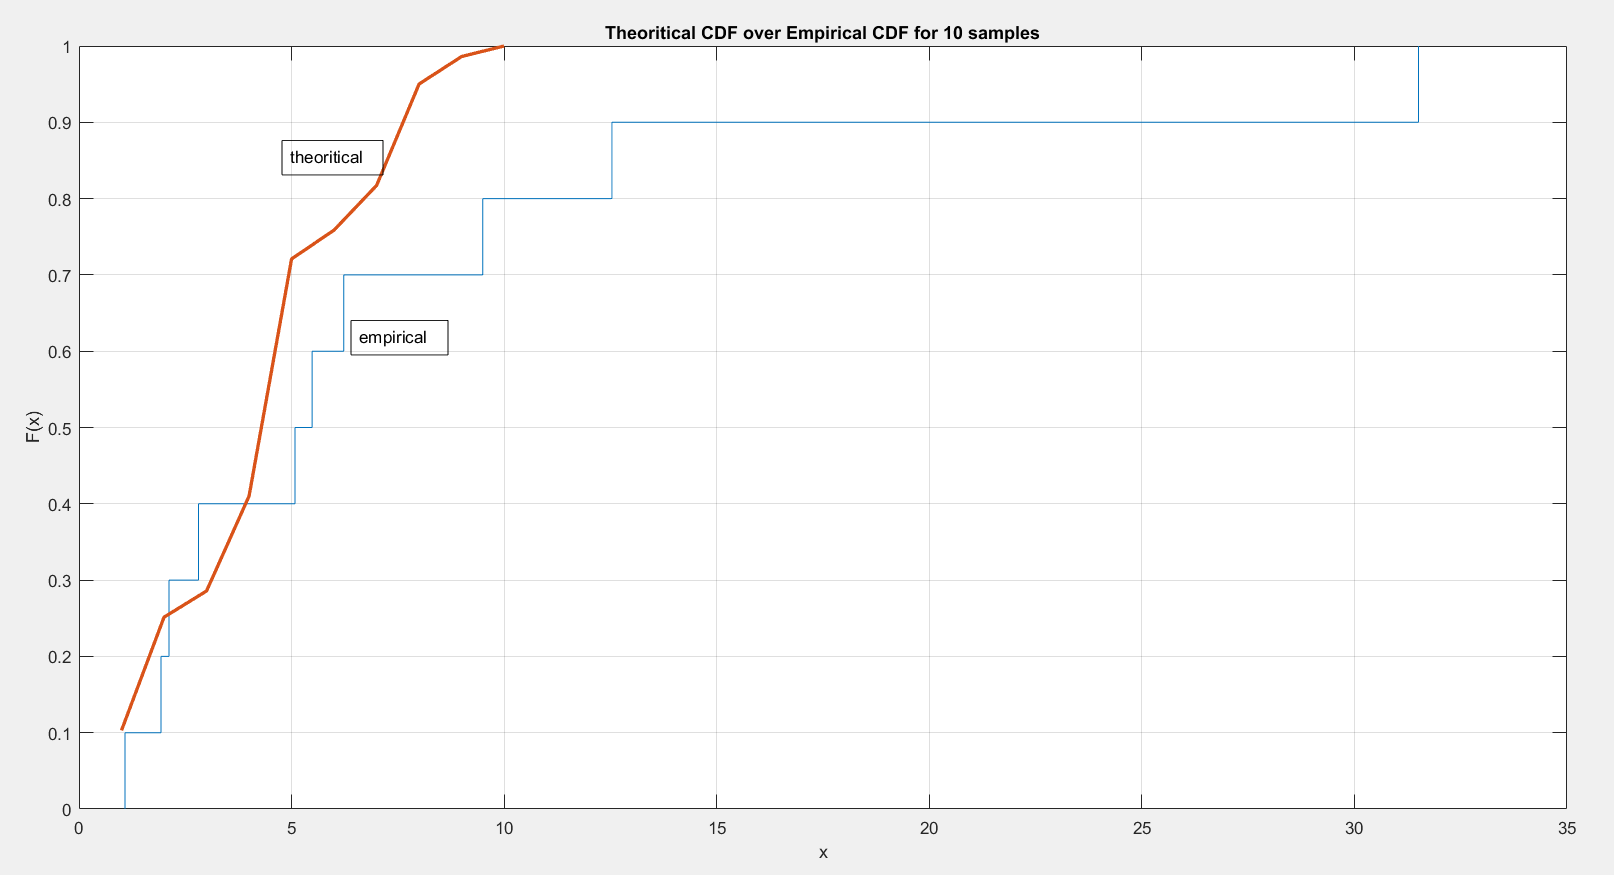 Theoritical CDF over Empirical CDF for 10 samples
1
0.9
theoritical
0.8
0.7
empirical
0.6
F(x)
0.5
0.4
0.3
0.2
0.1
0
0 5 10 15 20 25 30 35
x